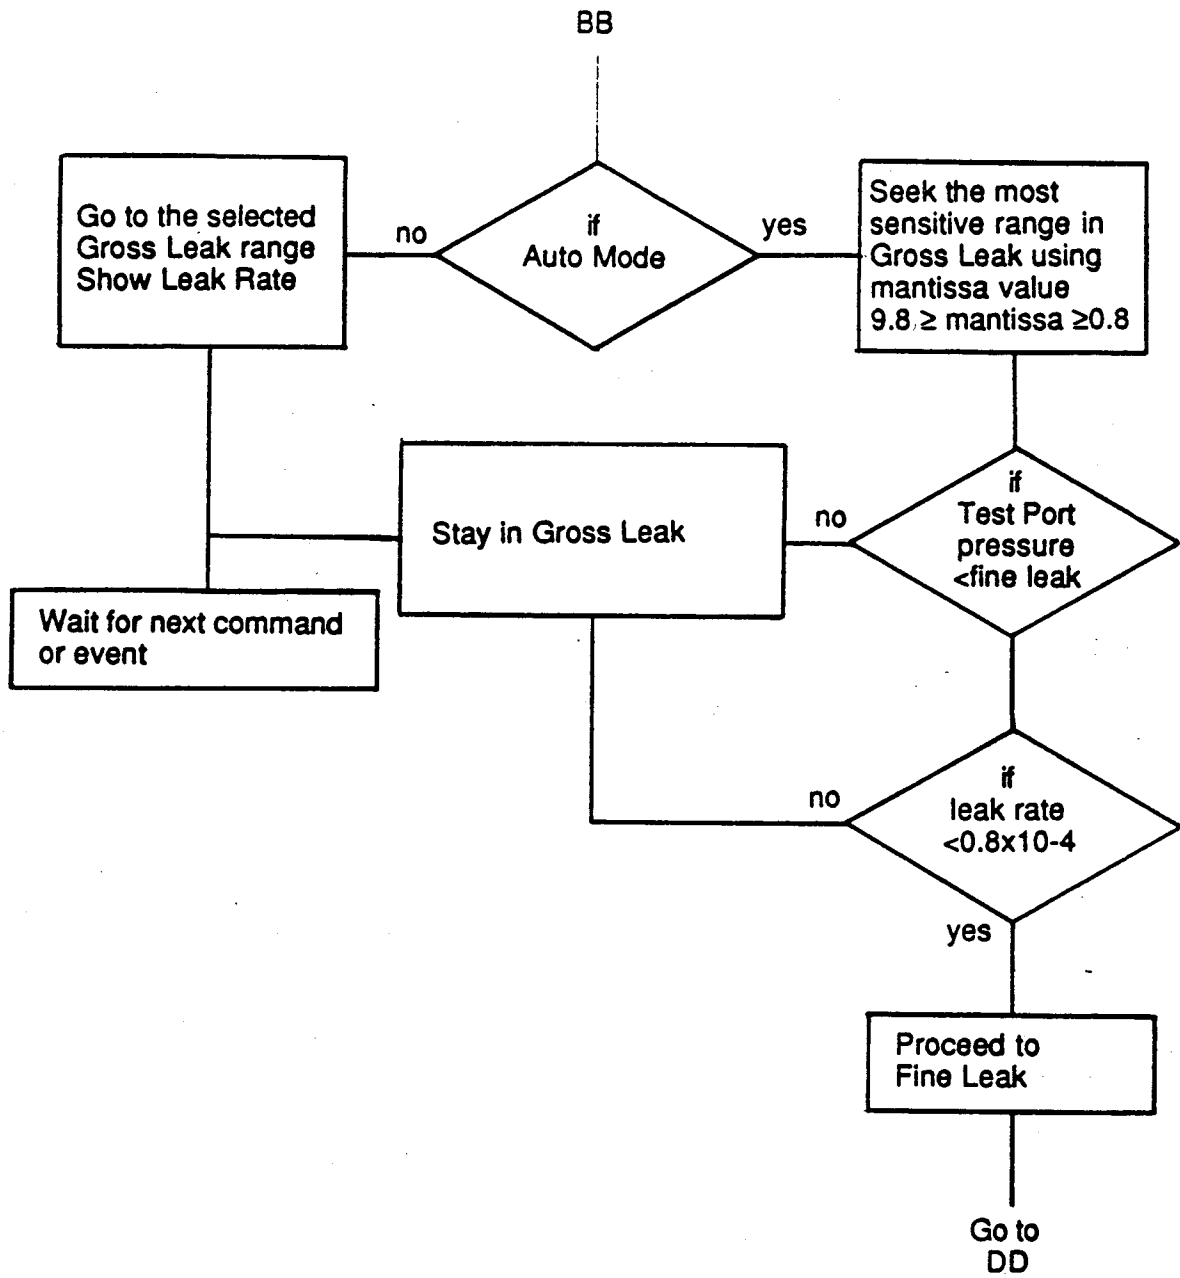 BB
if
Auto Mode
no
yes
Go to the selected
Gross Leak range
Show Leak Rate
Seek the most
sensitive range in
Gross Leak using
mantissa value
9.8 ≥ mantissa ≥0.8
if
Test Port
pressure
<fine leak
no
Stay in Gross Leak
Wait for next command
or event
if
leak rate
<0.8x10-4
no
yes
Proceed to
Fine Leak
Go to
DD